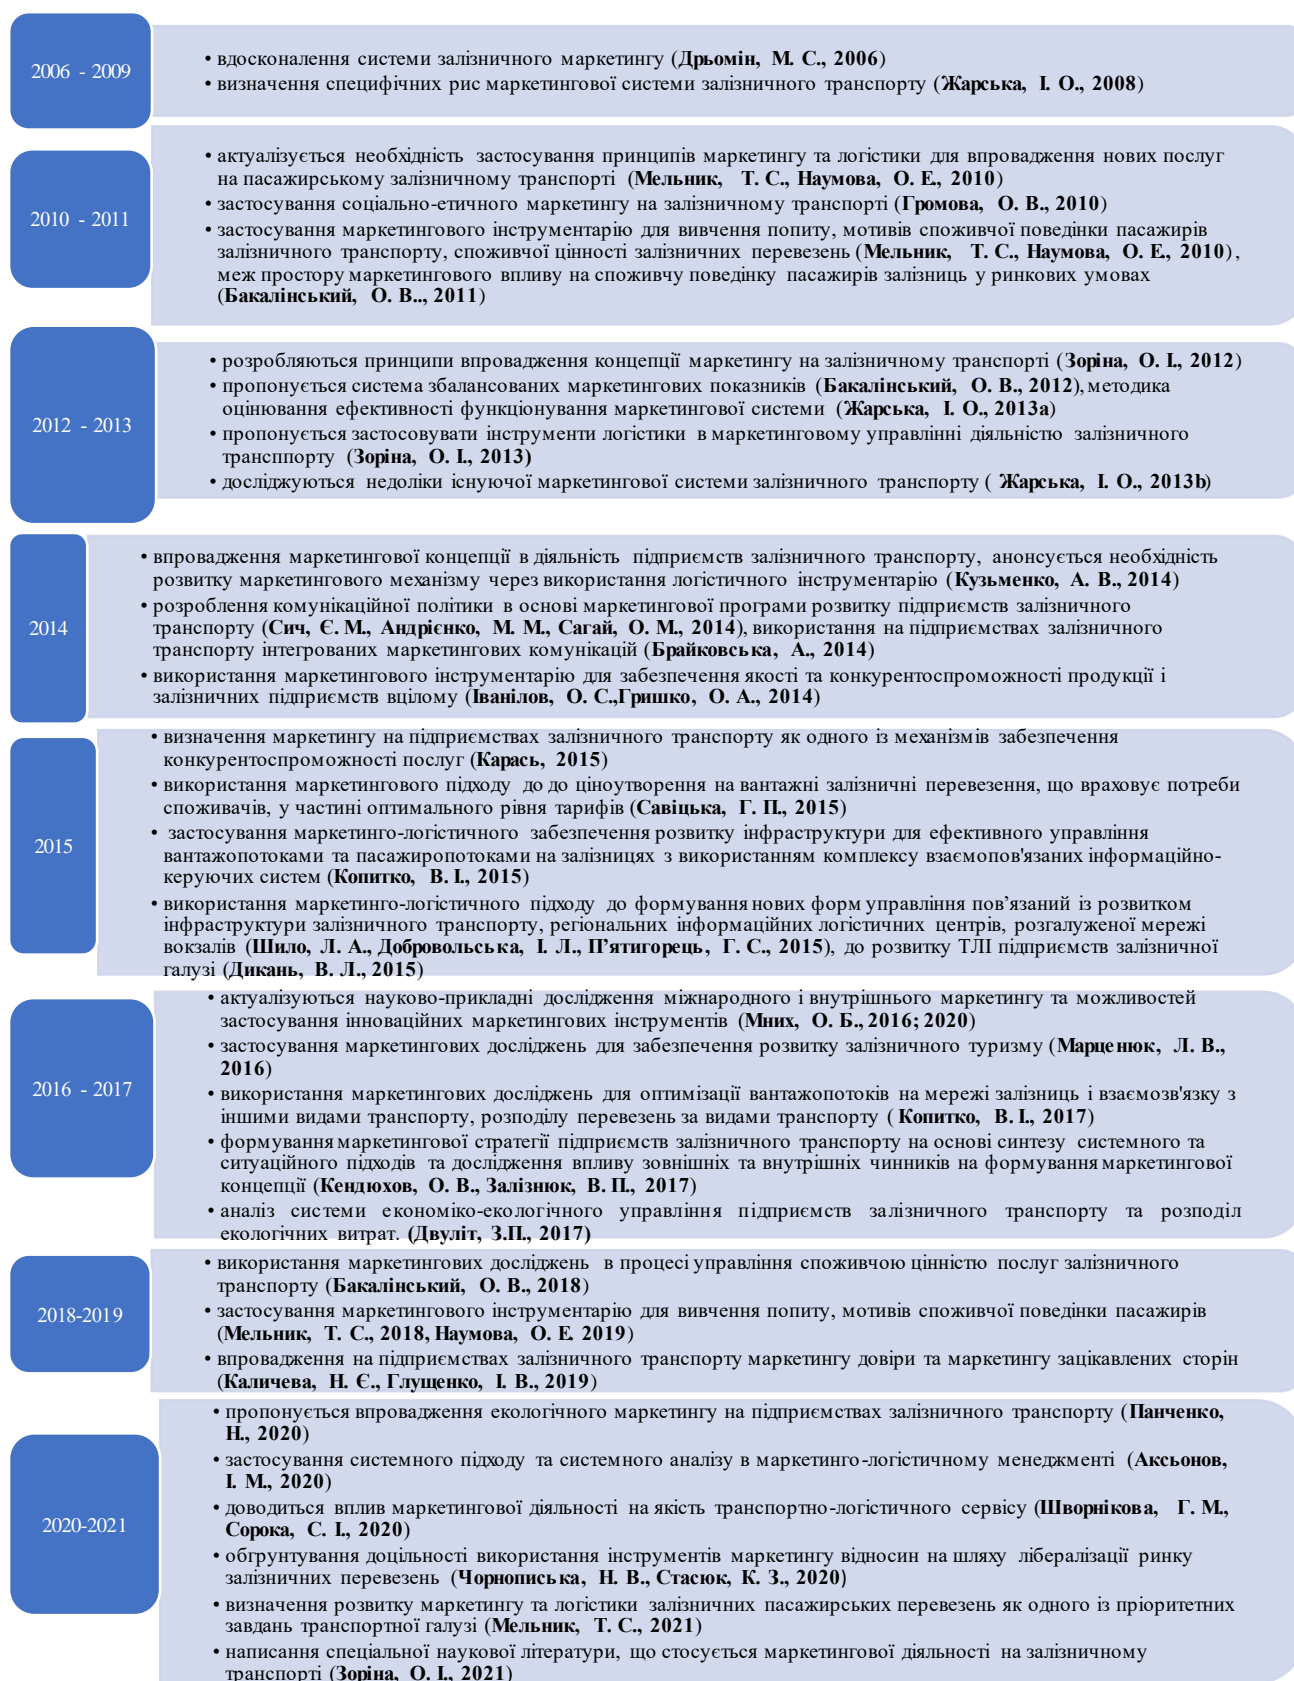 2006 - 2009
• вдосконалення системи залізничного маркетингу (Дрьомін, М. С., 2006)
• визначення специфічних рис маркетингової системи залізничного транспорту (Жарська, І. О., 2008)
2010 - 2011
• актуалізується необхідність застосування принципів маркетингу та логістики для впровадження нових послуг
на пасажирському залізничному транспорті (Мельник, Т. С., Наумова, О. Е., 2010)
• застосування соціально-етичного маркетингу на залізничному транспорті (Громова, О. В., 2010)
• застосування маркетингового інструментарію для вивчення попиту, мотивів споживчої поведінки пасажирів
залізничного транспорту, споживчої цінності залізничних перевезень (Мельник, Т. С., Наумова, О. Е., 2010),
меж простору маркетингового впливу на споживчу поведінку пасажирів залізниць у ринкових умовах
(Бакалінський, О. В.., 2011)
2012 - 2013
• розробляються принципи впровадження концепції маркетингу на залізничному транспорті (Зоріна, О. І., 2012)
• пропонується система збалансованих маркетингових показників (Бакалінський, О. В., 2012), методика
оцінювання ефективності функціонування маркетингової системи (Жарська, І. О., 2013а)
• пропонується застосовувати інструменти логістики в маркетинговому управлінні діяльністю залізничного
трансппорту (Зоріна, О. І., 2013)
• досліджуються недоліки існуючої маркетингової системи залізничного транспорту ( Жарська, І. О., 2013b)
2014
• впровадження маркетингової концепції в діяльність підприємств залізничного транспорту, анонсується необхідність
розвитку маркетингового механізму через використання логістичного інструментарію (Кузьменко, А. В., 2014)
• розроблення комунікаційної політики в основі маркетингової програми розвитку підприємств залізничного
транспорту (Сич, Є. М., Андрієнко, М. М., Сагай, О. М., 2014), використання на підприємствах залізничного
транспорту інтегрованих маркетингових комунікацій (Брайковська, А., 2014)
• використання маркетингового інструментарію для забезпечення якості та конкурентоспроможності продукції і
залізничних підприємств вцілому (Іванілов, О. С.,Гришко, О. А., 2014)
2015
• визначення маркетингу на підприємствах залізничного транспорту як одного із механізмів забезпечення
конкурентоспроможності послуг (Карась, 2015)
• використання маркетингового підходу до до ціноутворення на вантажні залізничні перевезення, що враховує потреби
споживачів, у частині оптимального рівня тарифів (Савіцька, Г. П., 2015)
• застосування маркетинго-логістичного забезпечення розвитку інфраструктури для ефективного управління
вантажопотоками та пасажиропотоками на залізницях з використанням комплексу взаємопов'язаних інформаційно-
керуючих систем (Копитко, В. І., 2015)
• використання маркетинго-логістичного підходу до формування нових форм управління пов’язаний із розвитком
інфраструктури залізничного транспорту, регіональних інформаційних логістичних центрів, розгалуженої мережі
вокзалів (Шило, Л. А., Добровольська, І. Л., П’ятигорець, Г. С., 2015), до розвитку ТЛІ підприємств залізничної
галузі (Дикань, В. Л., 2015)
2016 - 2017
• актуалізуються науково-прикладні дослідження міжнародного і внутрішнього маркетингу та можливостей
застосування інноваційних маркетингових інструментів (Мних, О. Б., 2016; 2020)
• застосування маркетингових досліджень для забезпечення розвитку залізничного туризму (Марценюк, Л. В.,
2016)
• використання маркетингових досліджень для оптимізації вантажопотоків на мережі залізниць і взаємозв'язку з
іншими видами транспорту, розподілу перевезень за видами транспорту ( Копитко, В. І., 2017)
• формування маркетингової стратегії підприємств залізничного транспорту на основі синтезу системного та
ситуаційного підходів та дослідження впливу зовнішніх та внутрішніх чинників на формування маркетингової
концепції (Кендюхов, О. В., Залізнюк, В. П., 2017)
• аналіз системи економіко-екологічного управління підприємств залізничного транспорту та розподіл
екологічних витрат. (Двуліт, З.П., 2017)
2018-2019
• використання маркетингових досліджень в процесі управління споживчою цінністю послуг залізничного
транспорту (Бакалінський, О. В., 2018)
• застосування маркетингового інструментарію для вивчення попиту, мотивів споживчої поведінки пасажирів
(Мельник, Т. С., 2018, Наумова, О. Е. 2019)
• впровадження на підприємствах залізничного транспорту маркетингу довіри та маркетингу зацікавлених сторін
(Каличева, Н. Є., Глущенко, І. В., 2019)
2020-2021
• пропонується впровадження екологічного маркетингу на підприємствах залізничного транспорту (Панченко,
Н., 2020)
• застосування системного підходу та системного аналізу в маркетинго-логістичному менеджменті (Аксьонов,
І. М., 2020)
• доводиться вплив маркетингової діяльності на якість транспортно-логістичного сервісу (Шворнікова, Г. М.,
Сорока, С. І., 2020)
• обгрунтування доцільності використання інструментів маркетингу відносин на шляху лібералізації ринку
залізничних перевезень (Чорнописька, Н. В., Стасюк, К. З., 2020)
• визначення розвитку маркетингу та логістики залізничних пасажирських перевезень як одного із пріоритетних
завдань транспортної галузі (Мельник, Т. С., 2021)
• написання спеціальної наукової літератури, що стосується маркетингової діяльності на залізничному
транспорті (Зоріна, О. І., 2021)